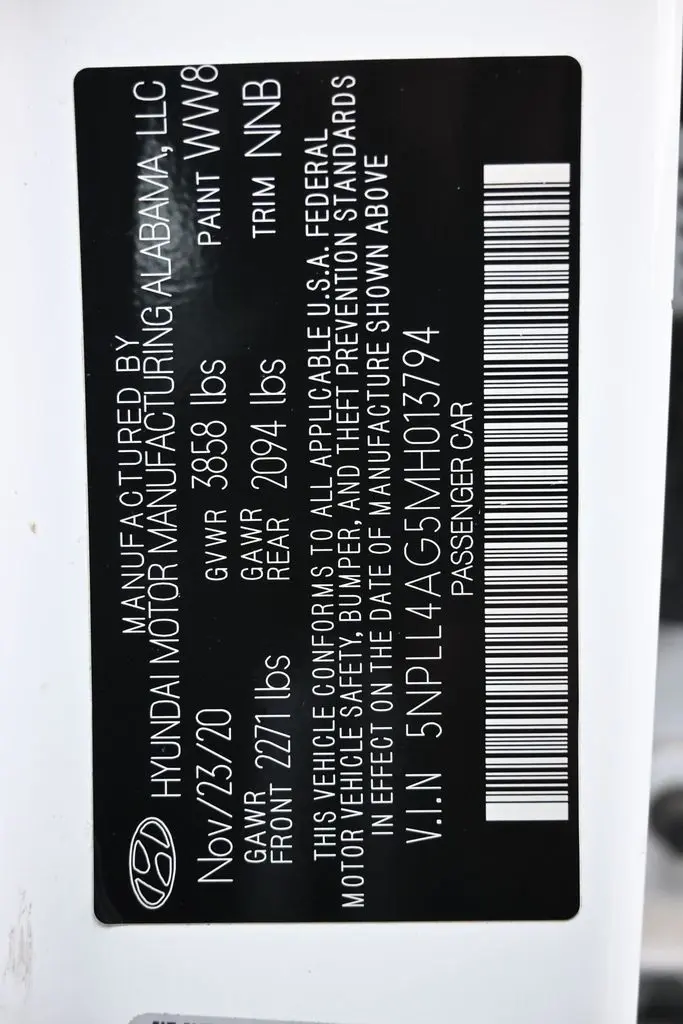 MANUFACTURED BY
HYUNDAI MOTOR MANUFACTURING ALABAMA, LLC
Nov/23/20 GVWR 3858 lbs PAINT WW8
GAWR FRONT 2271 lbs GAWR REAR 2094 lbs TRIM NNB
THIS VEHICLE CONFORMS TO ALL APPLICABLE U.S.A. FEDERAL
MOTOR VEHICLE SAFETY, BUMPER, AND THEFT PREVENTION STANDARDS
IN EFFECT ON THE DATE OF MANUFACTURE SHOWN ABOVE
V.I.N 5NPLL4AG5MH013794
PASSENGER CAR